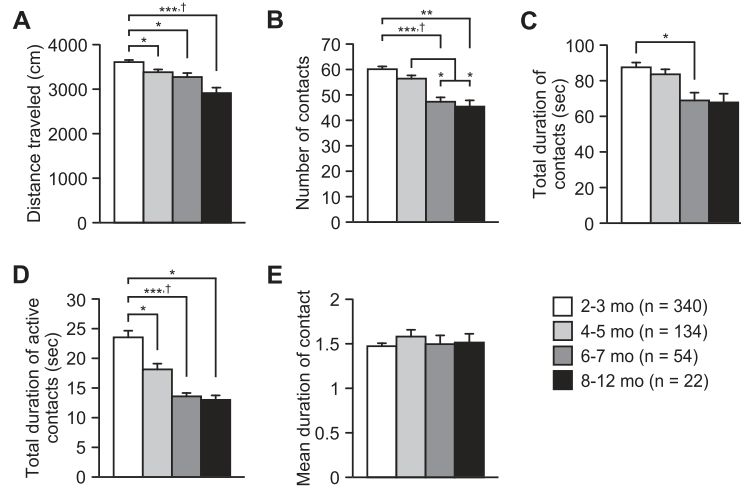 A
***,†
*
*
Distance traveled (cm)
4000
3000
2000
1000
0
B
**
***,†
*
*
Number of contacts
70
60
50
40
30
20
10
0
C
*
Total duration of
contacts (sec)
100
80
60
40
20
0
D
*
***,†
*
Total duration of active
contacts (sec)
30
25
20
15
10
5
0
E
Mean duration of contact
2
1.5
1
0.5
0
2-3 mo (n = 340)
4-5 mo (n = 134)
6-7 mo (n = 54)
8-12 mo (n = 22)